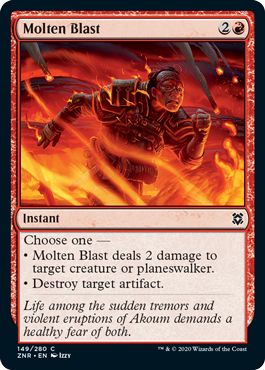 Molten Blast 2
Instant
Choose one —
• Molten Blast deals 2 damage to
target creature or planeswalker.
• Destroy target artifact.
Life among the sudden tremors and
violent eruptions of Akoum demands a
healthy fear of both.
149/280 C
ZNR • EN Izzy
™ & © 2020 Wizards of the Coast